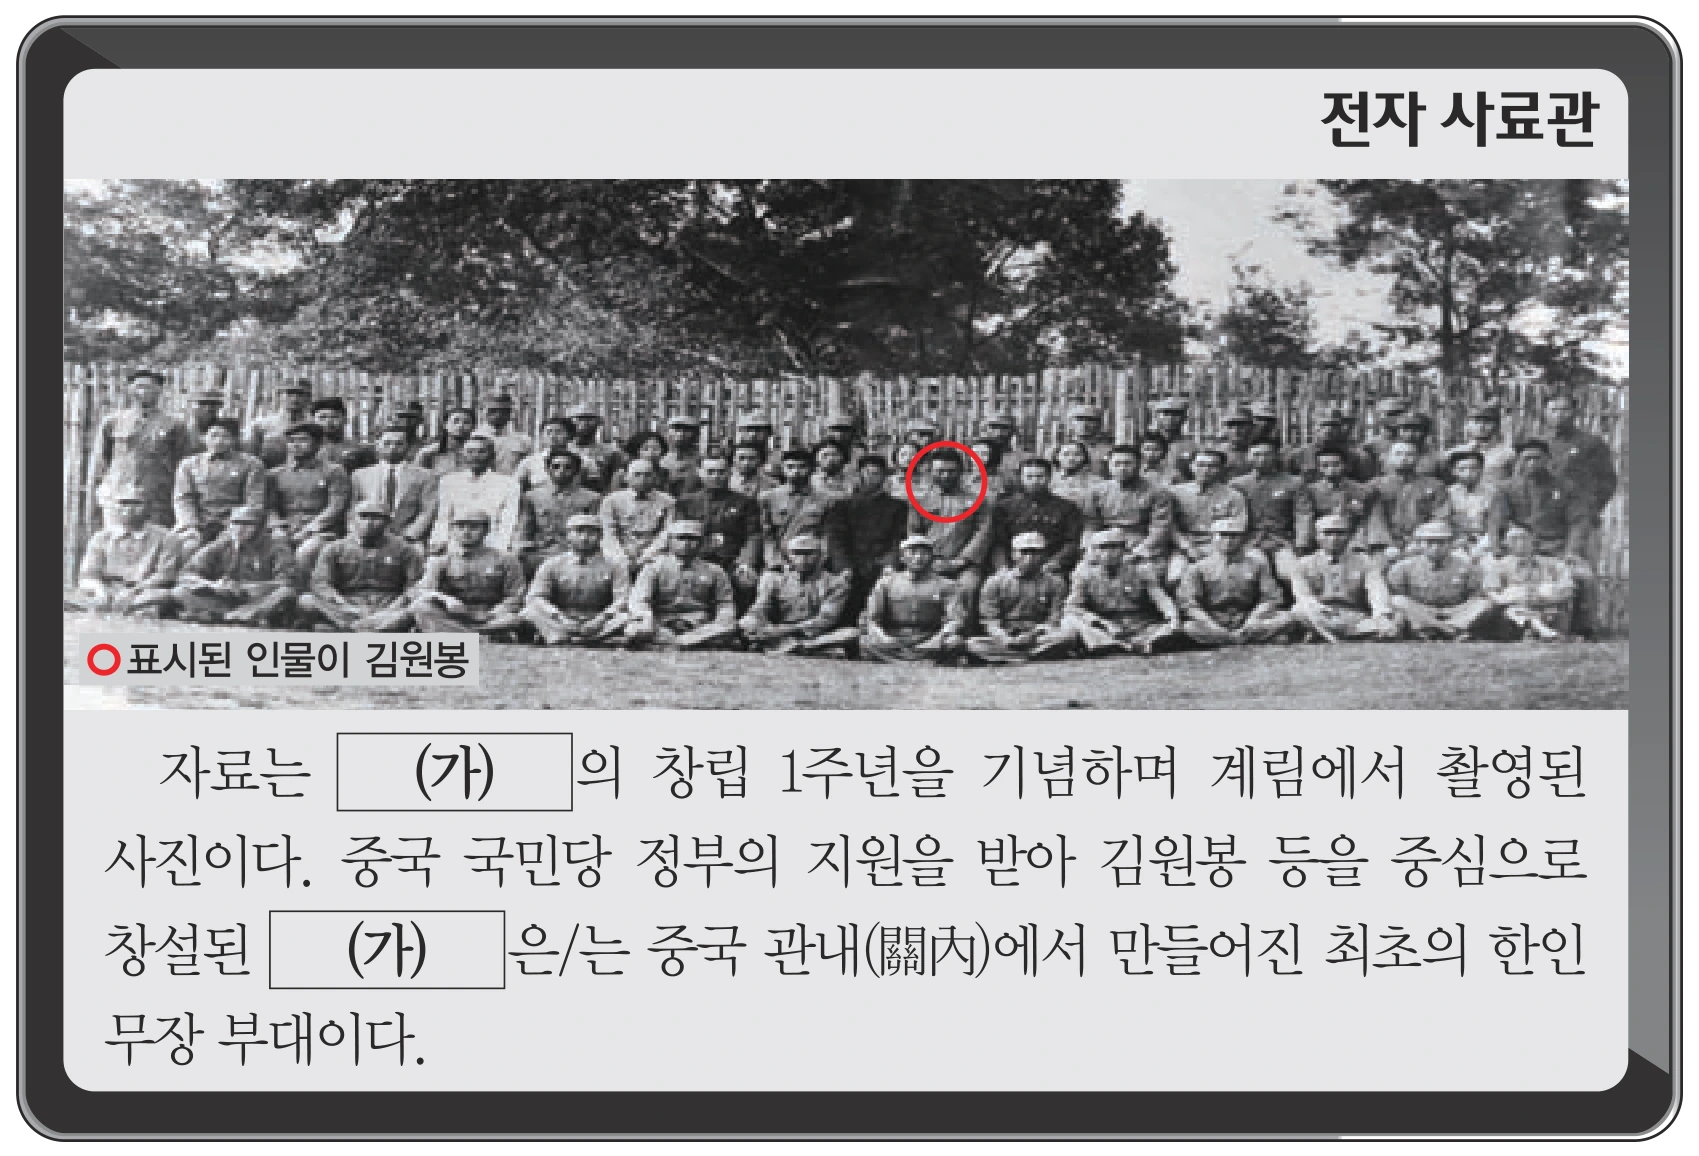 전자 사료관
표시된 인물이 김원봉
자료는 (가) 의 창립 1주년을 기념하며 계림에서 촬영된
사진이다. 중국 국민당 정부의 지원을 받아 김원봉 등을 중심으로
창설된 (가) 은/는 중국 관내(關內)에서 만들어진 최초의 한인
무장 부대이다.